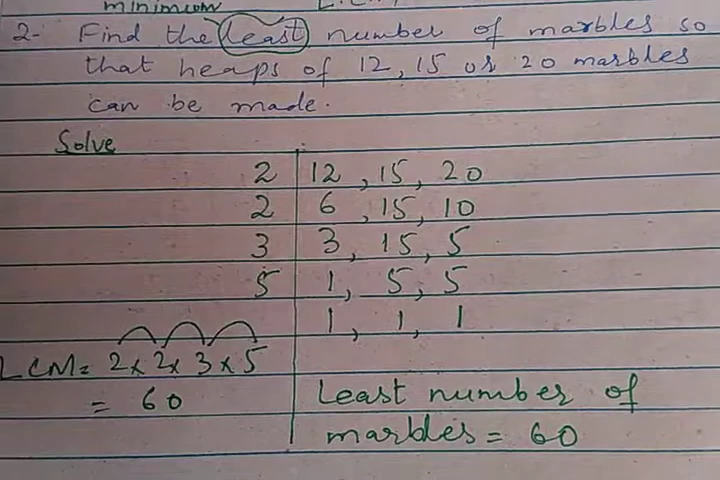 minimum
2- Find the least number of marbles so
that heaps of 12, 15 or 20 marbles
can be made.
Solve
2 | 12, 15, 20
2 | 6, 15, 10
3 | 3, 15, 5
5 | 1, 5, 5
1, 1, 1
LCM = 2 x 2 x 3 x 5
= 60
Least number of
marbles = 60